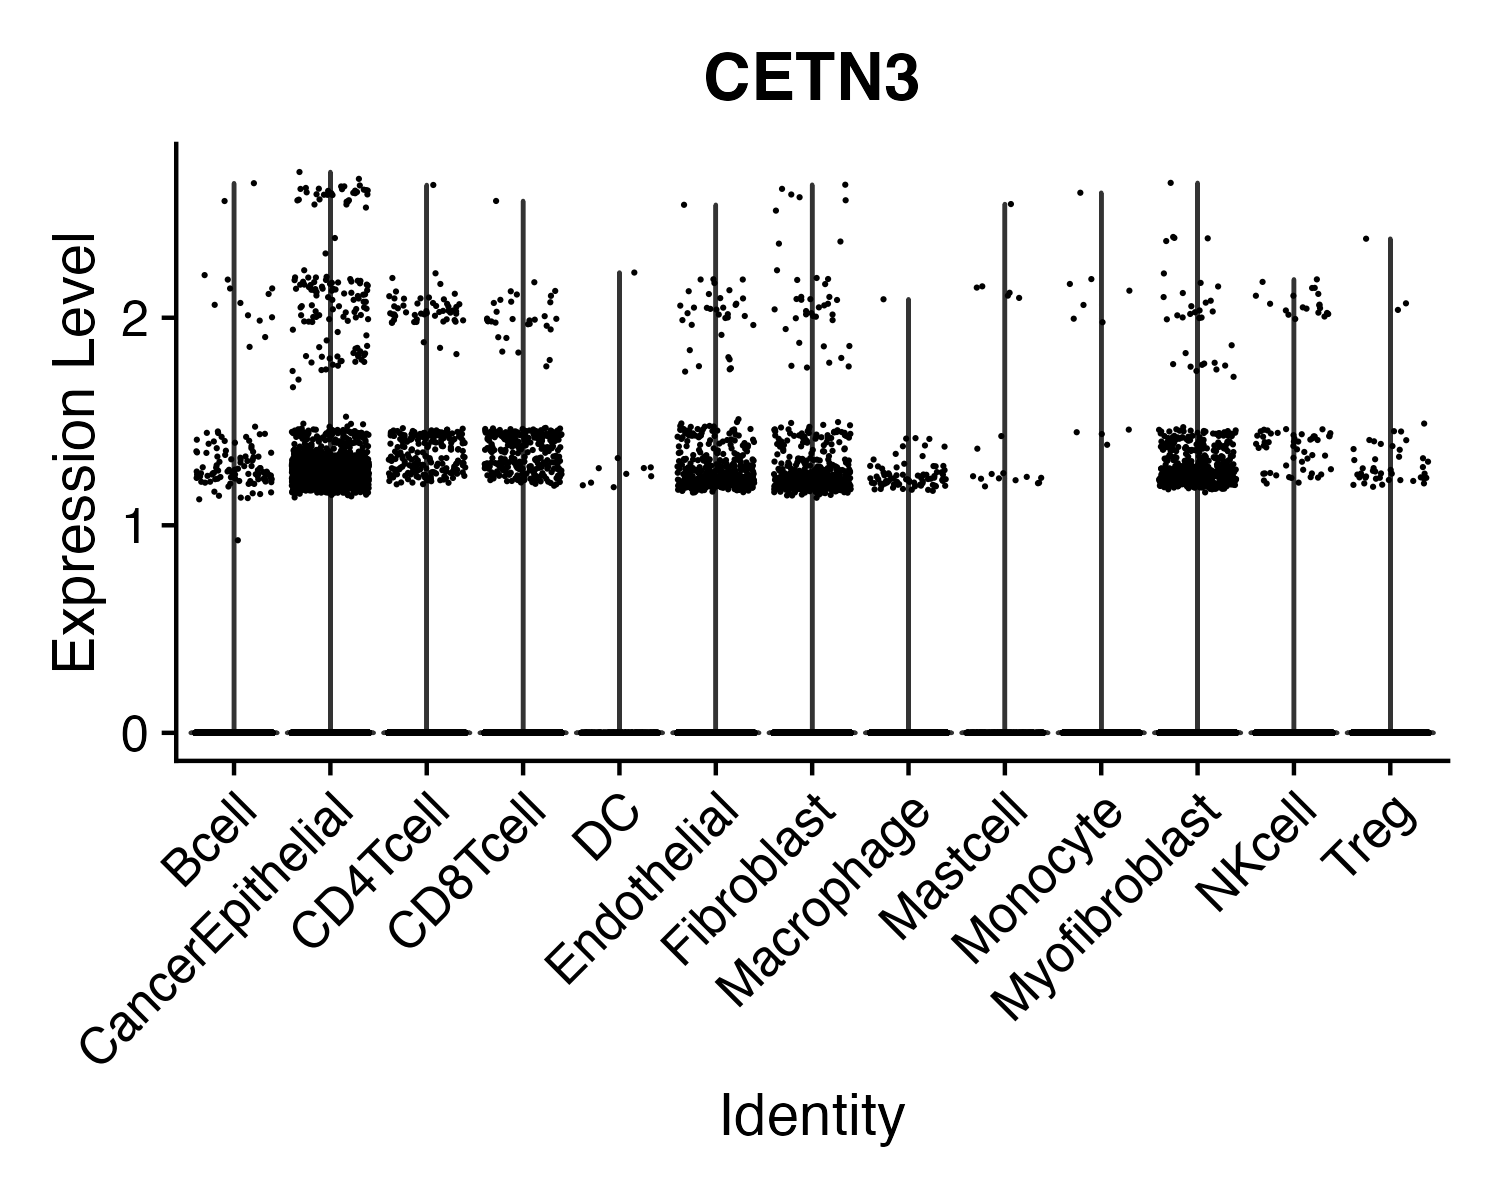 CETN3
Expression Level
2
1
0
Bcell
CancerEpithelial
CD4Tcell
CD8Tcell
DC
Endothelial
Fibroblast
Macrophage
Mastcell
Monocyte
Myofibroblast
NKcell
Treg
Identity